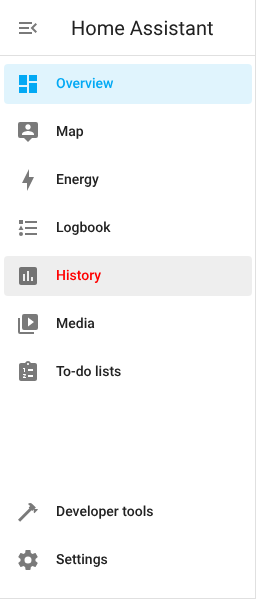 Home Assistant
Overview
Map
Energy
Logbook
History
Media
To-do lists
Developer tools
Settings